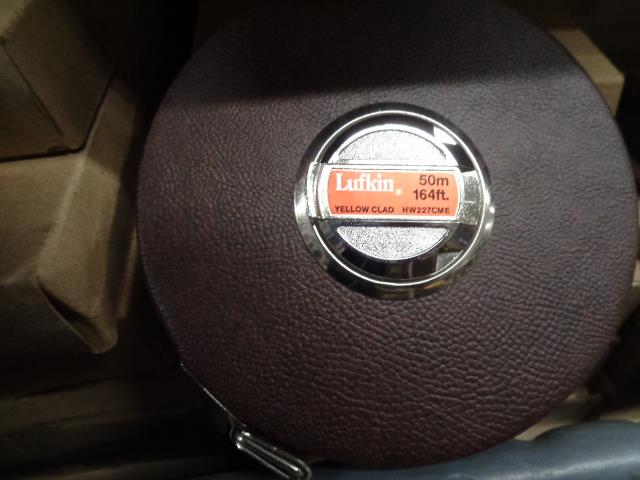 Lufkin® 50m
164ft.
YELLOW CLAD HW227CME